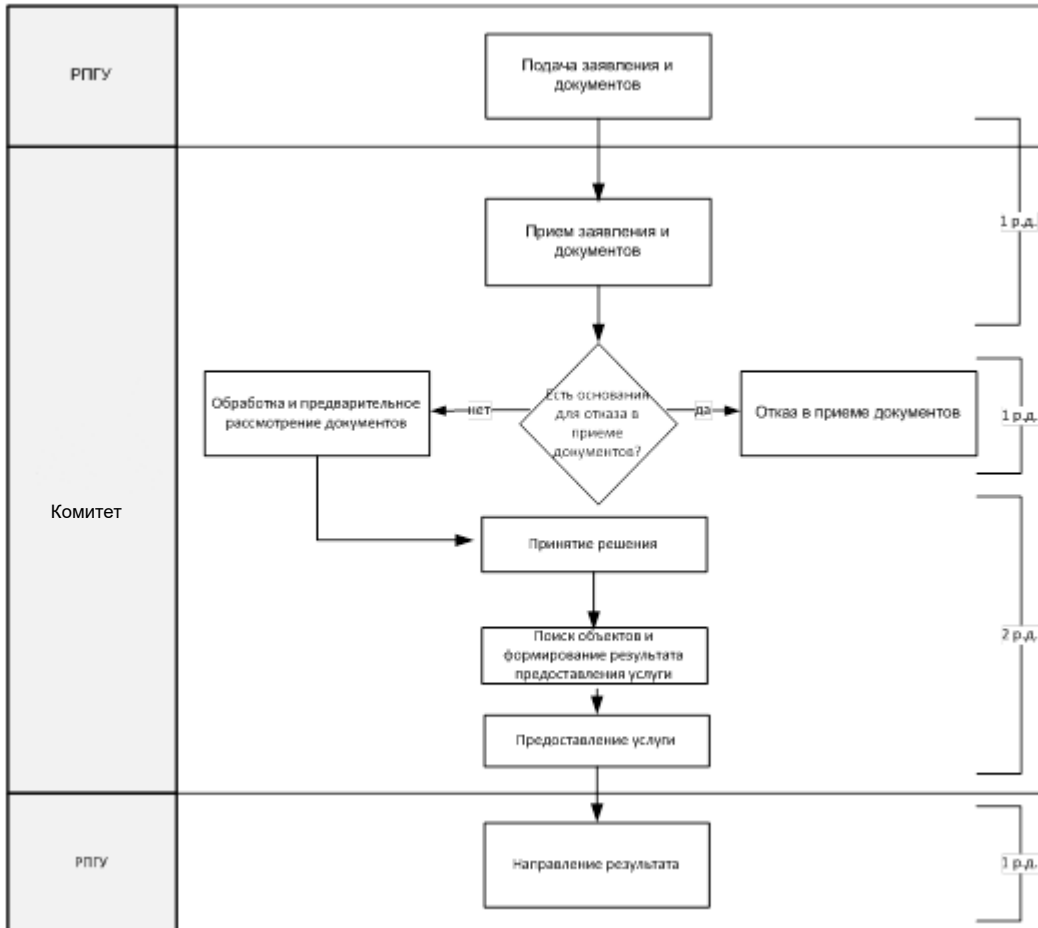 РПГУ
Подача заявления и
документов
Комитет
Прием заявления и
документов
1 р.д.
Есть основания
для отказа в
приеме
документов?
нет
да
Обработка и предварительное
рассмотрение документов
Отказ в приеме документов
1 р.д.
Принятие решения
Поиск объектов и
формирование результата
предоставления услуги
Предоставление услуги
2 р.д.
РПГУ
Направление результата
1 р.д.